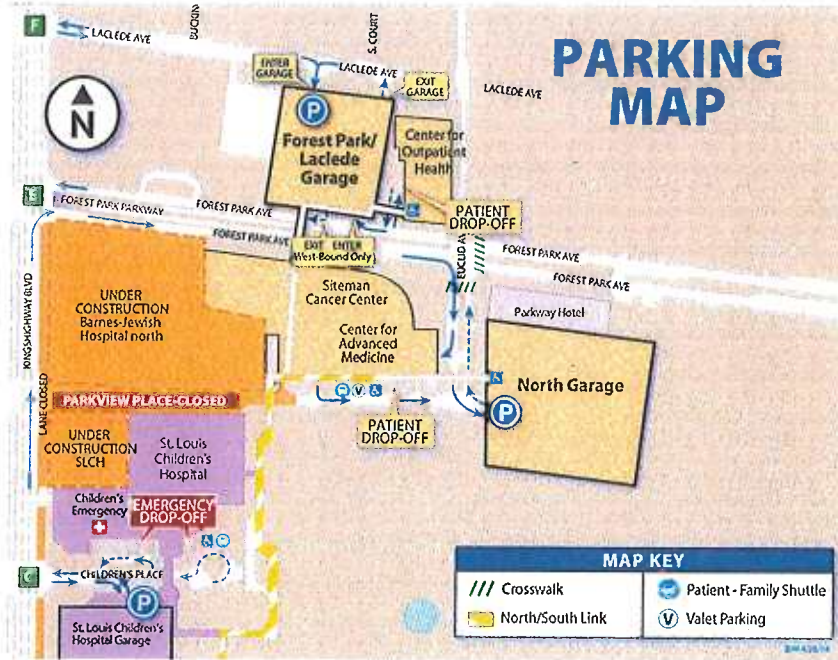 PARKING
MAP
F
LACLEDE AVE
BUCKIN
S. COURT
ENTER
GARAGE
LACLEDE AVE
EXIT
GARAGE
LACLEDE AVE
N
P
Forest Park/
Laclede
Garage
Center for
Outpatient
Health
PATIENT
DROP-OFF
FOREST PARK PARKWAY
FOREST PARK AVE
FOREST PARK AVE
EXIT ENTER
(West-Bound Only)
EUCLID AV
FOREST PARK AVE
FOREST PARK AVE
KINGSHIGHWAY BLVD
UNDER
CONSTRUCTION
Barnes-Jewish
Hospital north
Siteman
Cancer Center
Center for
Advanced
Medicine
Parkway Hotel
North Garage
P
LANE CLOSED
PARKVIEW PLACE-CLOSED
V
PATIENT
DROP-OFF
UNDER
CONSTRUCTION
SLCH
St. Louis
Children's
Hospital
Children's
Emergency
EMERGENCY
DROP-OFF
CHILDREN'S PLACE
P
St. Louis Children's
Hospital Garage
MAP KEY
Crosswalk
Patient - Family Shuttle
North/South Link
V Valet Parking